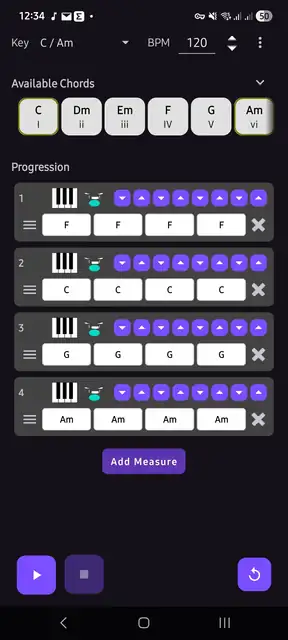 12:34
50
Key C / Am BPM 120
Available Chords
C Dm Em F G Am
I ii iii IV V vi
Progression
1
F F F F
2
C C C C
3
G G G G
4
Am Am Am Am
Add Measure